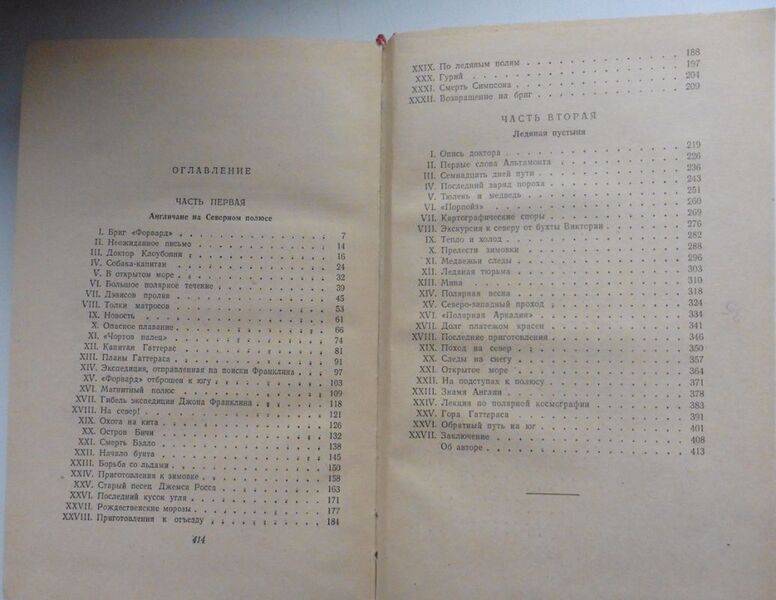 ОГЛАВЛЕНИЕ
ЧАСТЬ ПЕРВАЯ
Англичане на Северном полюсе
I. Бриг «Форвард» . . . 7
II. Неожиданное письмо . . . 14
III. Доктор Клоубонни . . . 16
IV. Собака-капитан . . . 24
V. В открытом море . . . 32
VI. Большое полярное течение . . . 39
VII. Дэвисов пролив . . . 45
VIII. Толки матросов . . . 53
IX. Новость . . . 61
X. Опасное плавание . . . 66
XI. «Чортов палец» . . . 74
XII. Капитан Гаттерас . . . 81
XIII. Планы Гаттераса . . . 91
XIV. Экспедиция, отправленная на поиски Франклина . . . 97
XV. «Форвард» отброшен к югу . . . 103
XVI. Магнитный полюс . . . 109
XVII. Гибель экспедиции Джона Франклина . . . 118
XVIII. На север! . . . 121
XIX. Охота на кита . . . 126
XX. Остров Бичи . . . 132
XXI. Смерть Бэлло . . . 138
XXII. Начало бунта . . . 145
XXIII. Борьба со льдами . . . 150
XXIV. Приготовления к зимовке . . . 158
XXV. Старый песец Джемса Росса . . . 163
XXVI. Последний кусок угля . . . 171
XXVII. Рождественские морозы . . . 177
XXVIII. Приготовления к отъезду . . . 184
414
XXIX. По ледяным полям . . . 188
XXX. Гурий . . . 197
XXXI. Смерть Симпсона . . . 204
XXXII. Возвращение на бриг . . . 209
ЧАСТЬ ВТОРАЯ
Ледяная пустыня
I. Опись доктора . . . 219
II. Первые слова Альтамонта . . . 226
III. Семнадцать дней пути . . . 236
IV. Последний заряд пороха . . . 243
V. Тюлень и медведь . . . 251
VI. «Порпойз» . . . 260
VII. Картографические споры . . . 269
VIII. Экскурсия к северу от бухты Виктории . . . 276
IX. Тепло и холод . . . 282
X. Прелести зимовки . . . 288
XI. Медвежьи следы . . . 296
XII. Ледяная тюрьма . . . 303
XIII. Мина . . . 310
XIV. Полярная весна . . . 318
XV. Северо-западный проход . . . 324
XVI. «Полярная Аркадия» . . . 334
XVII. Долг платежом красен . . . 341
XVIII. Последние приготовления . . . 346
XIX. Поход на север . . . 350
XX. Следы на снегу . . . 357
XXI. Открытое море . . . 364
XXII. На подступах к полюсу . . . 371
XXIII. Знамя Англии . . . 378
XXIV. Лекция по полярной космографии . . . 383
XXV. Гора Гаттераса . . . 391
XXVI. Обратный путь на юг . . . 401
XXVII. Заключение . . . 408
Об авторе . . . 413